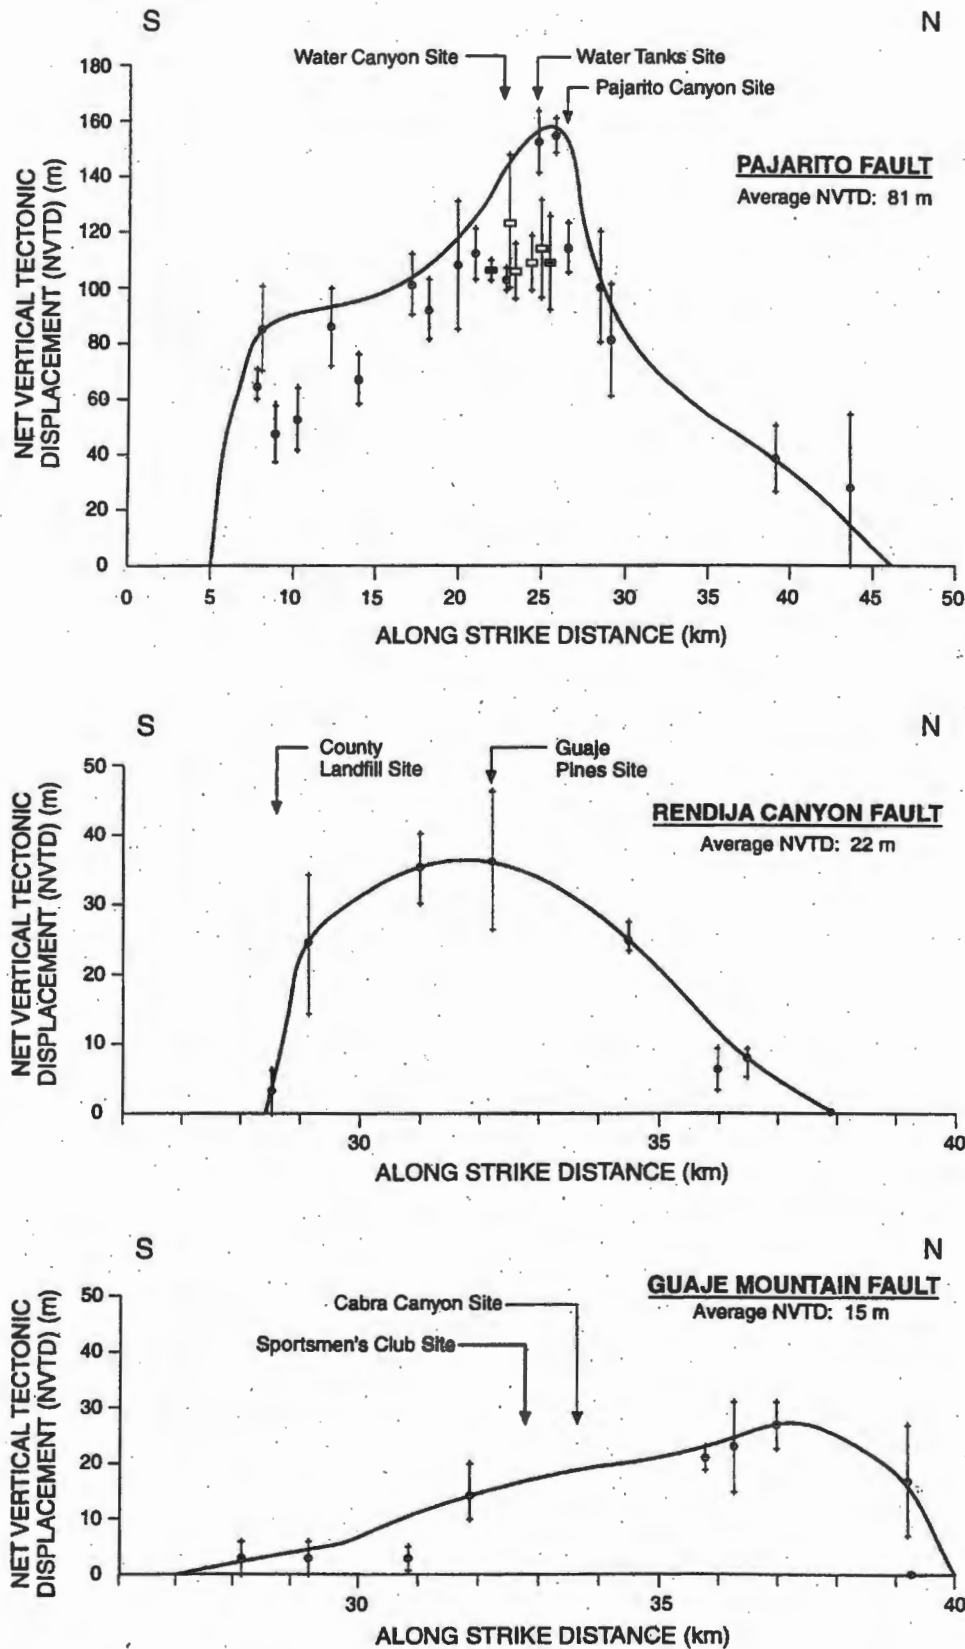 S
N
Water Canyon Site
Water Tanks Site
Pajarito Canyon Site
PAJARITO FAULT
Average NVTD: 81 m
NET VERTICAL TECTONIC
DISPLACEMENT (NVTD) (m)
180
160
140
120
100
80
60
40
20
0
0
5
10
15
20
25
30
35
40
45
50
ALONG STRIKE DISTANCE (km)
S
N
County
Landfill Site
Guaje
Pines Site
RENDIJA CANYON FAULT
Average NVTD: 22 m
NET VERTICAL TECTONIC
DISPLACEMENT (NVTD) (m)
50
40
30
20
10
0
30
35
40
ALONG STRIKE DISTANCE (km)
S
N
GUAJE MOUNTAIN FAULT
Average NVTD: 15 m
Cabra Canyon Site
Sportsmen's Club Site
NET VERTICAL TECTONIC
DISPLACEMENT (NVTD) (m)
50
40
30
20
10
0
30
35
40
ALONG STRIKE DISTANCE (km)